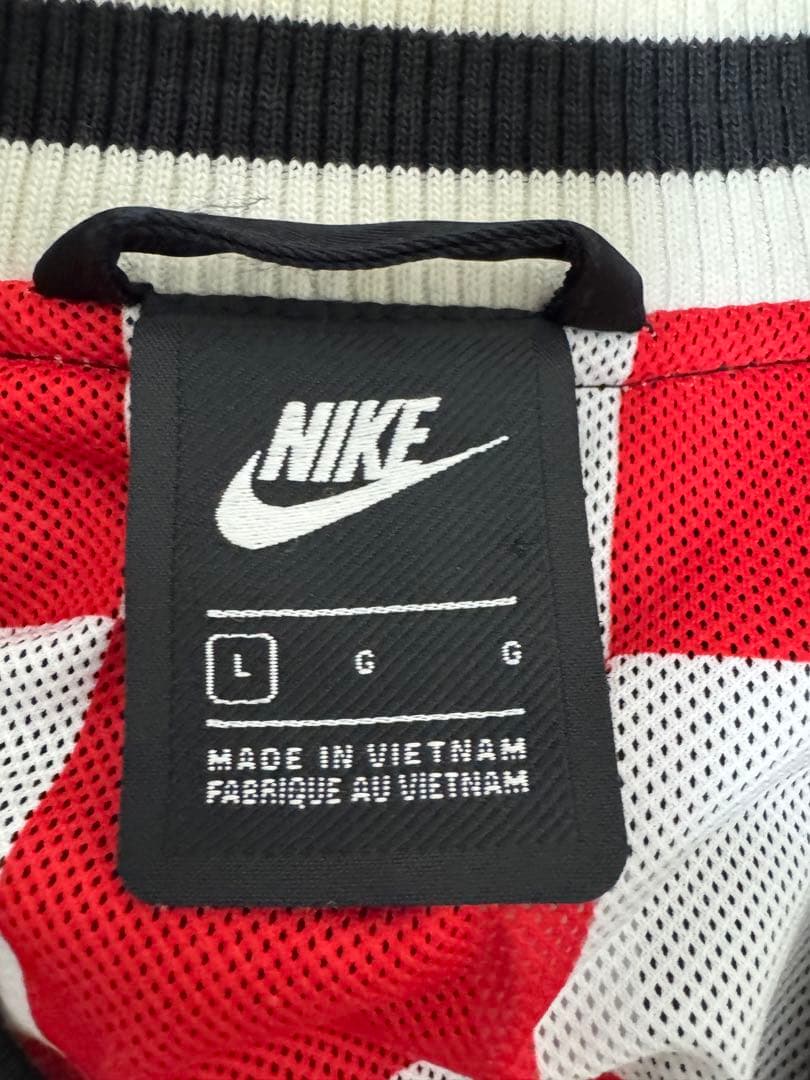 NIKE
L G G
MADE IN VIETNAM
FABRIQUE AU VIETNAM